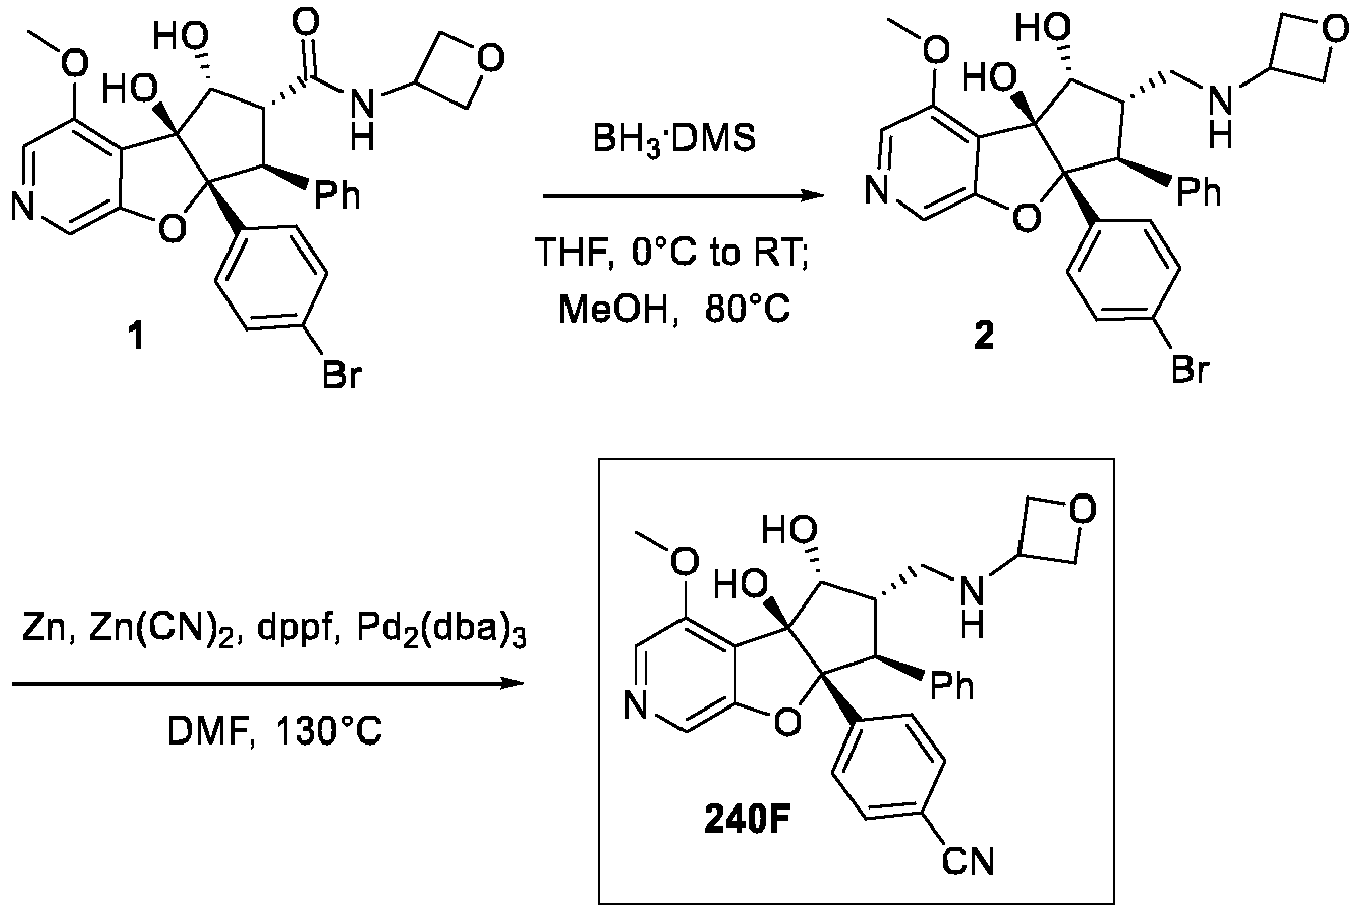 HO
O
O
O
HO
N
H
N
O
Ph
Br
1
BH3·DMS
THF, 0°C to RT;
MeOH, 80°C
HO
O
O
HO
N
H
N
O
Ph
Br
2
Zn, Zn(CN)2, dppf, Pd2(dba)3
DMF, 130°C
HO
O
O
HO
N
H
N
O
Ph
CN
240F